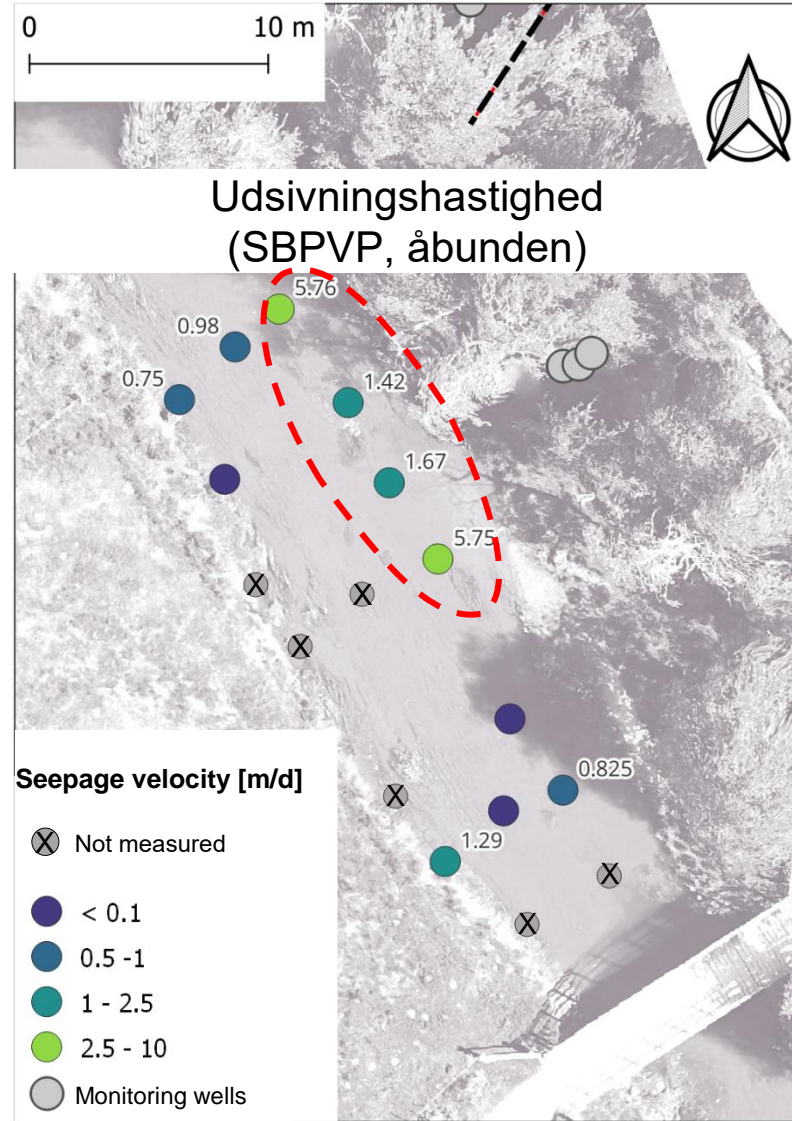 0 10 m
Udsivningshastighed
(SBPVP, åbunden)
5.76
0.98
0.75
1.42
1.67
5.75
X
X
X
0.825
X
1.29
X
X
Seepage velocity [m/d]
X Not measured
< 0.1
0.5 -1
1 - 2.5
2.5 - 10
Monitoring wells